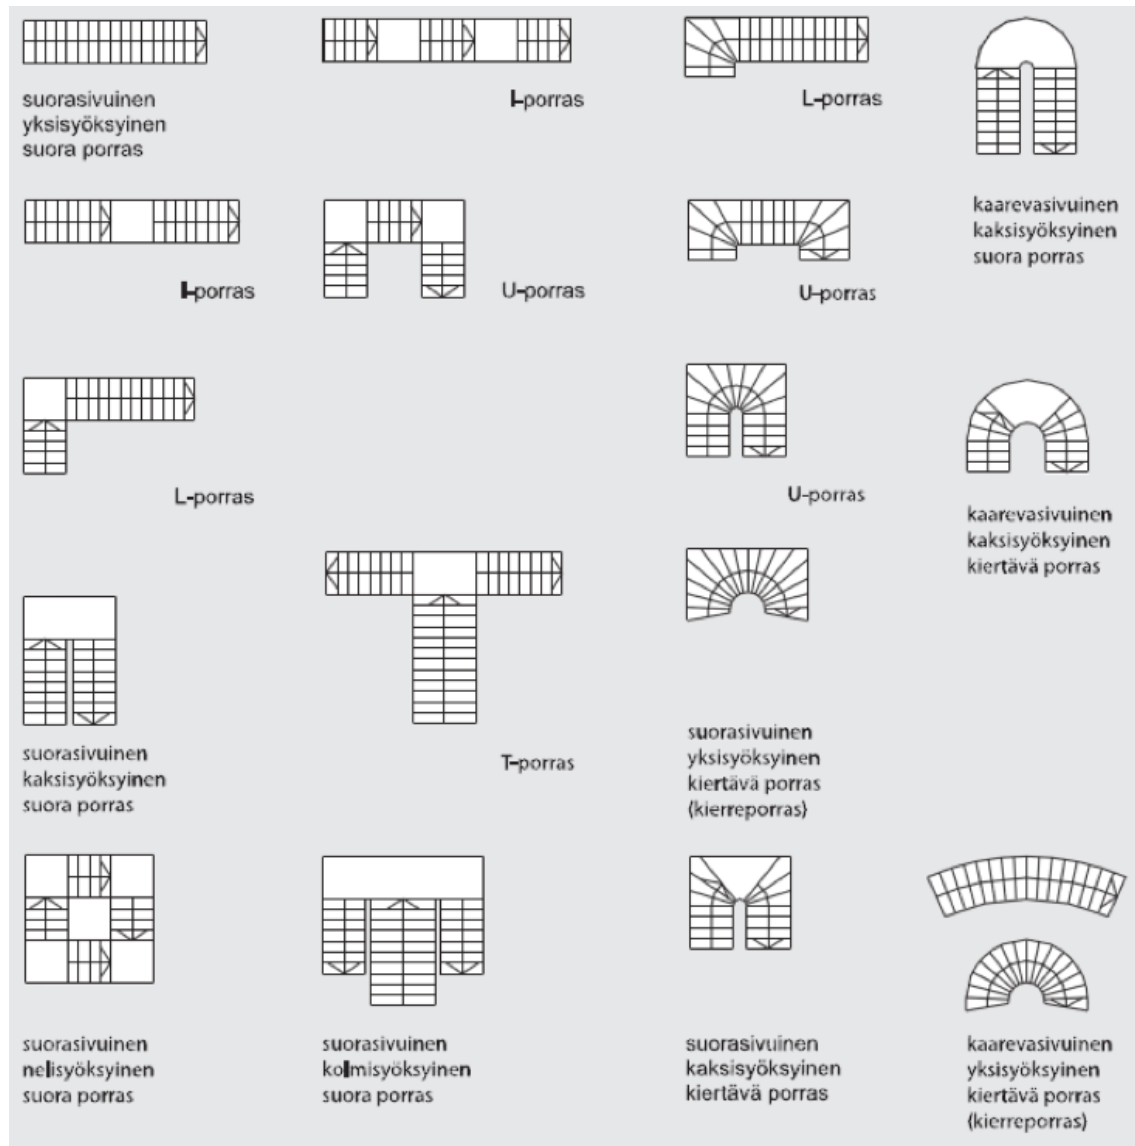 suorasivuinen
yksisyöksyinen
suora porras
I-porras
L-porras
kaarevasivuinen
kaksisyöksyinen
suora porras
I-porras
U-porras
U-porras
L-porras
U-porras
kaarevasivuinen
kaksisyöksyinen
kiertävä porras
suorasivuinen
kaksisyöksyinen
suora porras
T-porras
suorasivuinen
yksisyöksyinen
kiertävä porras
(kierreporras)
suorasivuinen
nelisyöksyinen
suora porras
suorasivuinen
kolmisyöksyinen
suora porras
suorasivuinen
kaksisyöksyinen
kiertävä porras
kaarevasivuinen
yksisyöksyinen
kiertävä porras
(kierreporras)